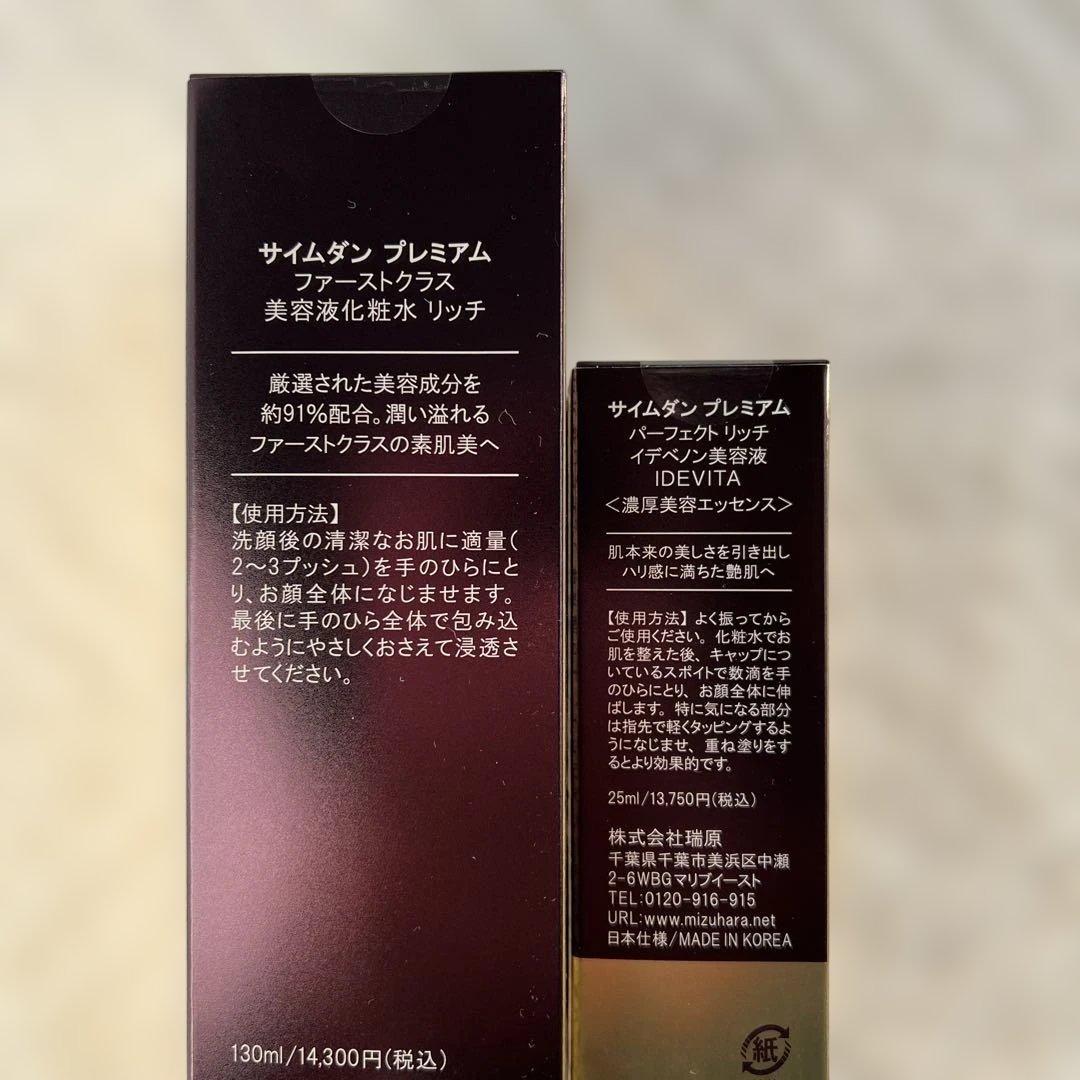 サイムダン プレミアム
ファーストクラス
美容液化粧水 リッチ
厳選された美容成分を
約91%配合。潤い溢れる
ファーストクラスの素肌美へ
【使用方法】
洗顔後の清潔なお肌に適量(
2～3プッシュ)を手のひらにと
り、お顔全体になじませます。
最後に手のひら全体で包み込
むようにやさしくおさえて浸透さ
せてください。
130ml/14,300円(税込)
サイムダン プレミアム
パーフェクト リッチ
イデベノン美容液
IDEVITA
＜濃厚美容エッセンス＞
肌本来の美しさを引き出し
ハリ感に満ちた艶肌へ
【使用方法】よく振ってから
ご使用ください。化粧水でお
肌を整えた後、キャップにつ
いているスポイトで数滴を手
のひらにとり、お顔全体に伸
ばします。特に気になる部分
は指先で軽くタッピングするよ
うになじませ、重ね塗りをす
るとより効果的です。
25ml/13,750円(税込)
株式会社瑞原
千葉県千葉市美浜区中瀬
2-6WBGマリブイースト
TEL:0120-916-915
URL:www.mizuhara.net
日本仕様/MADE IN KOREA
紙